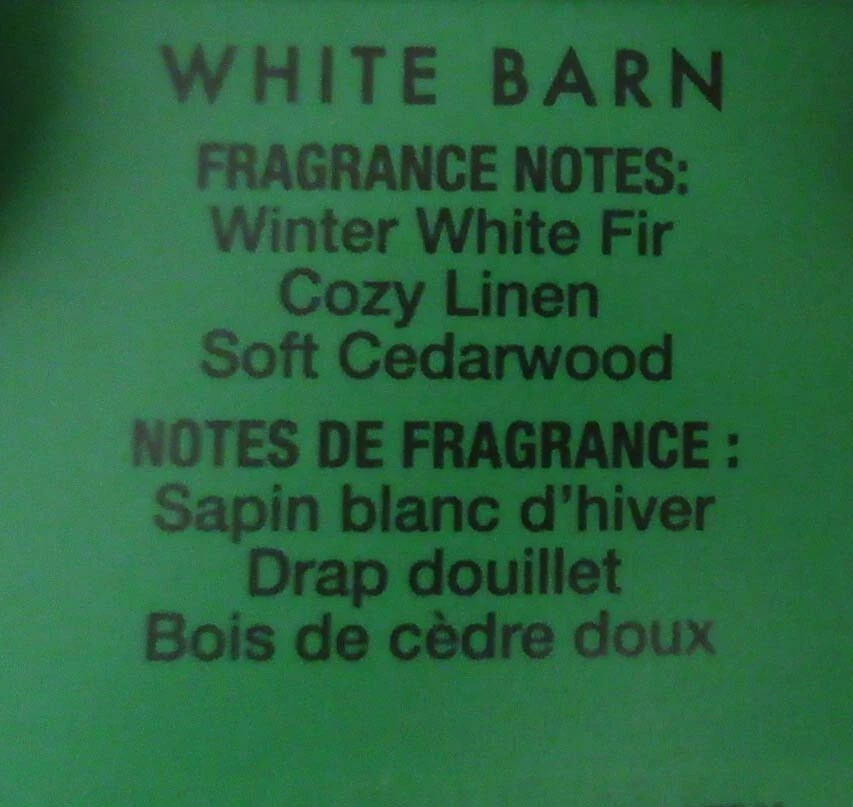 WHITE BARN
FRAGRANCE NOTES:
Winter White Fir
Cozy Linen
Soft Cedarwood
NOTES DE FRAGRANCE :
Sapin blanc d'hiver
Drap douillet
Bois de cèdre doux